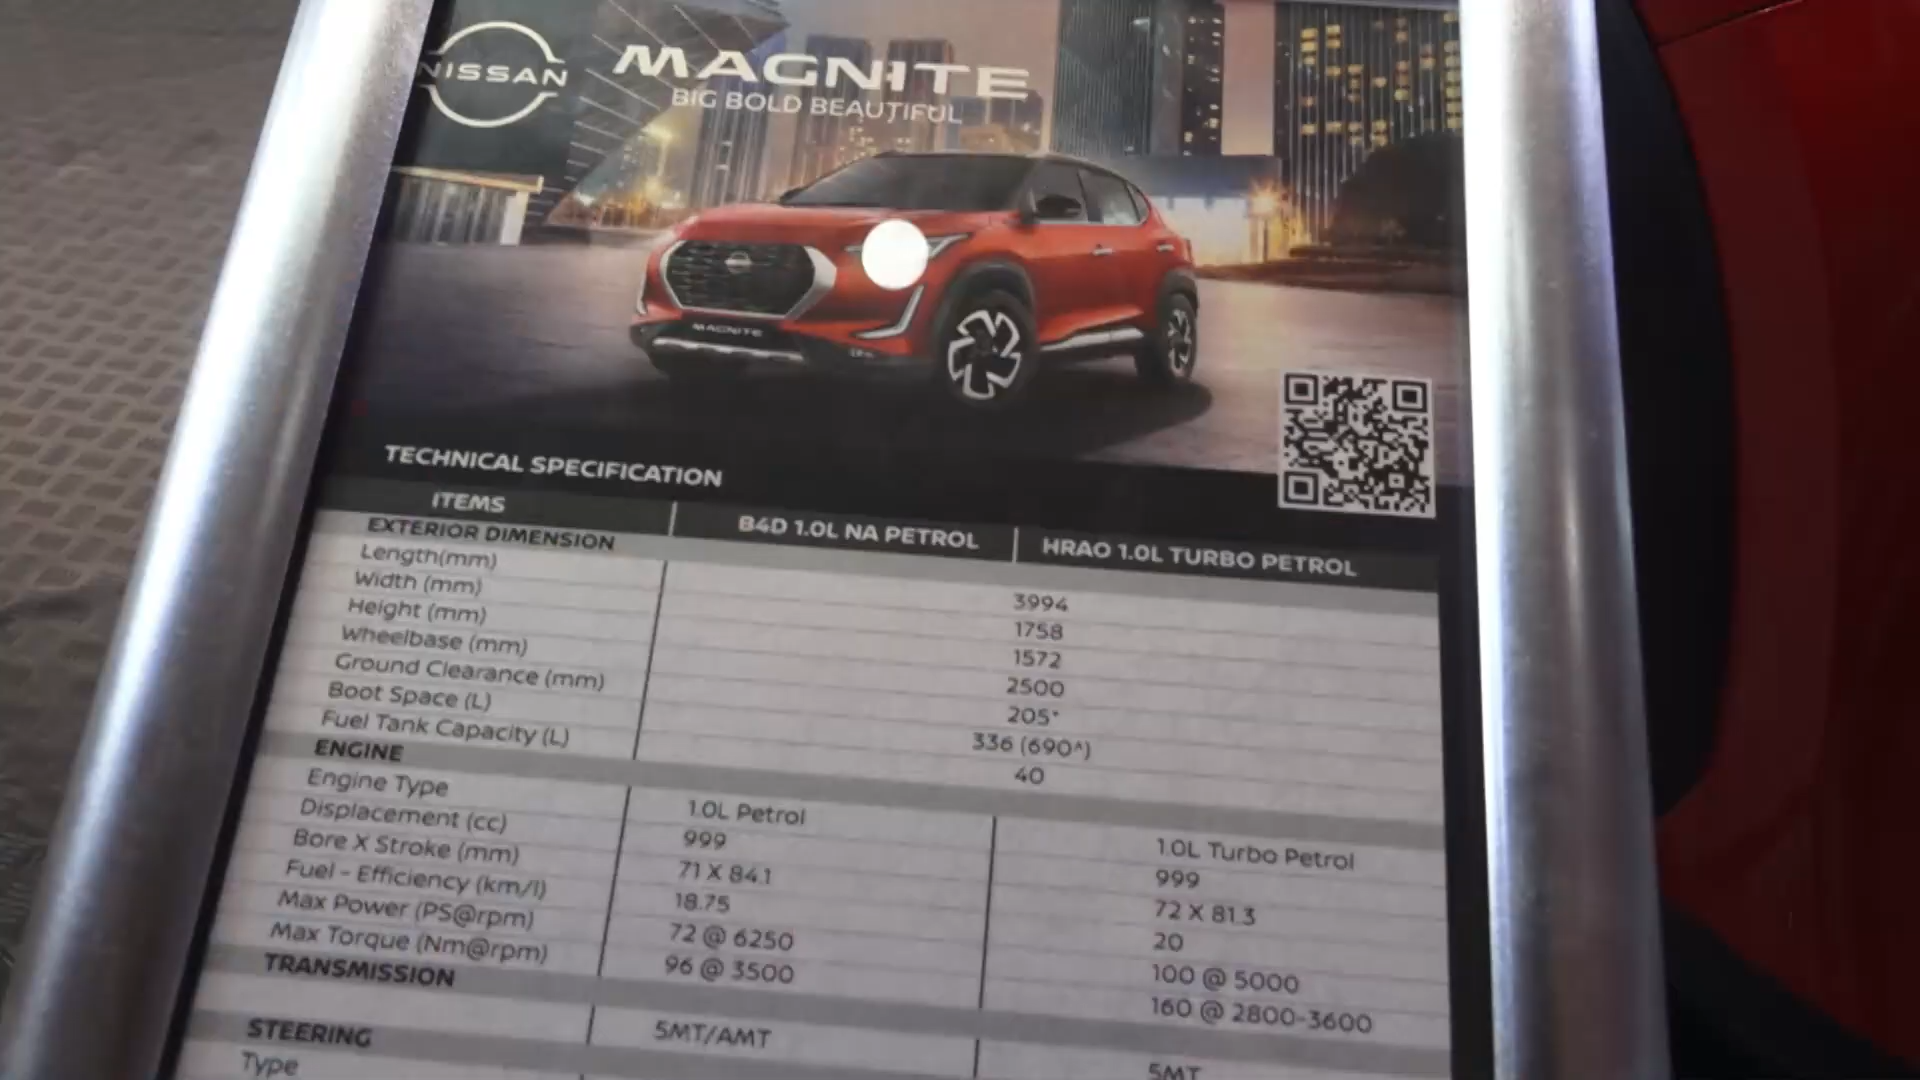 NISSAN
MAGNITE
BIG BOLD BEAUTIFUL
MAGNITE
TECHNICAL SPECIFICATION
ITEMS B4D 1.0L NA PETROL HRAO 1.0L TURBO PETROL
EXTERIOR DIMENSION
Length(mm) 3994
Width (mm) 1758
Height (mm) 1572
Wheelbase (mm) 2500
Ground Clearance (mm) 205*
Boot Space (L) 336 (690^)
Fuel Tank Capacity (L) 40
ENGINE
Engine Type 1.0L Petrol 1.0L Turbo Petrol
Displacement (cc) 999 999
Bore X Stroke (mm) 71 X 84.1 72 X 81.3
Fuel - Efficiency (km/l) 18.75 20
Max Power (PS@rpm) 72 @ 6250 100 @ 5000
Max Torque (Nm@rpm) 96 @ 3500 160 @ 2800-3600
TRANSMISSION
5MT/AMT 5MT
STEERING
Type